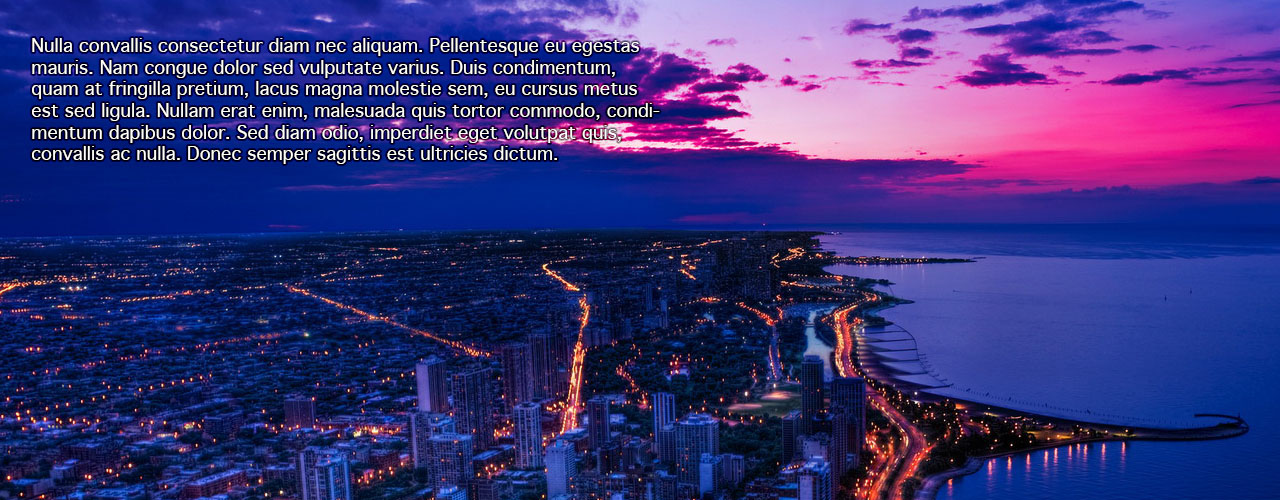 Nulla convallis consectetur diam nec aliquam. Pellentesque eu egestas
mauris. Nam congue dolor sed vulputate varius. Duis condimentum,
quam at fringilla pretium, lacus magna molestie sem, eu cursus metus
est sed ligula. Nullam erat enim, malesuada quis tortor commodo, condi-
mentum dapibus dolor. Sed diam odio, imperdiet eget volutpat quis,
convallis ac nulla. Donec semper sagittis est ultricies dictum.